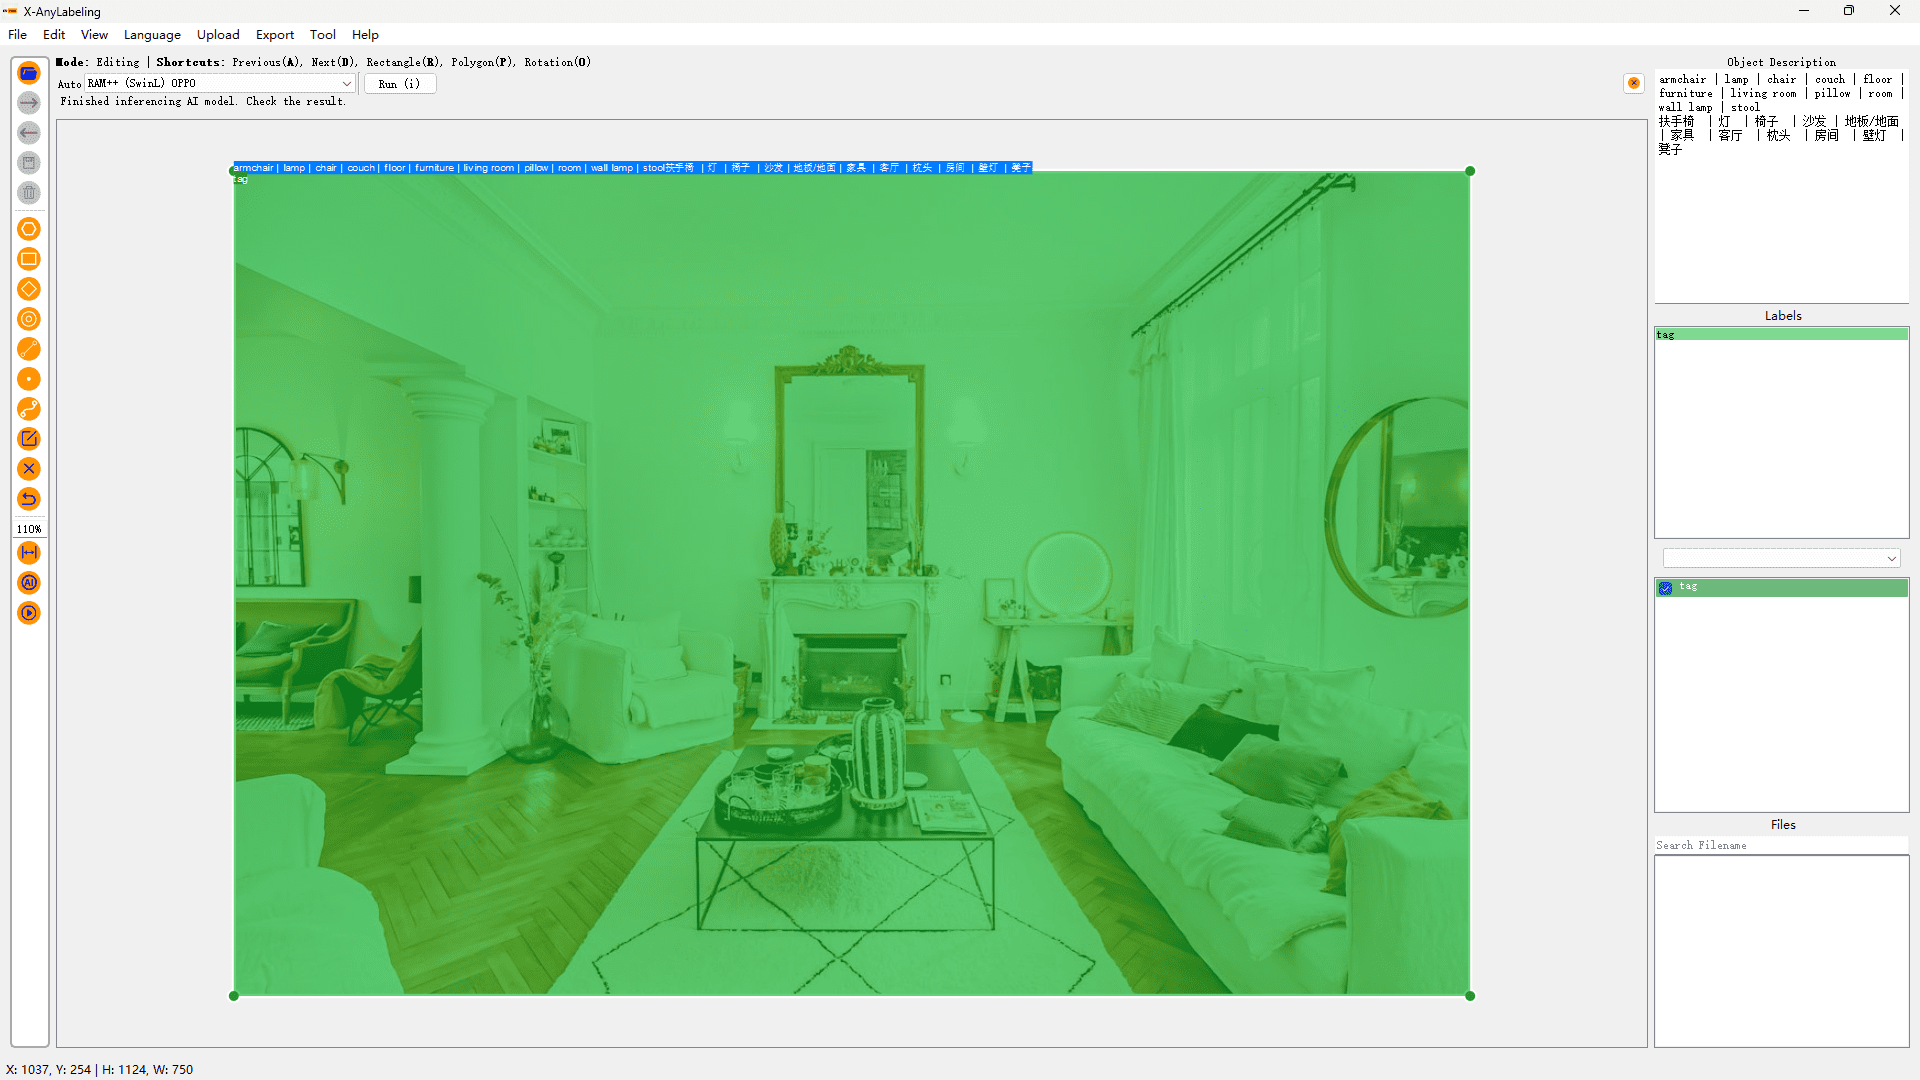 X-AnyLabeling
File Edit View Language Upload Export Tool Help
Mode: Editing | Shortcuts: Previous(A), Next(D), Rectangle(R), Polygon(P), Rotation(O)
Auto RAM++ (SwinL) OPPO Run (i)
Finished inferencing AI model. Check the result.
armchair | lamp | chair | couch | floor | furniture | living room | pillow | room | wall lamp | stool扶手椅 | 灯 | 椅子 | 沙发 | 地板/地面 | 家具 | 客厅 | 枕头 | 房间 | 壁灯 | 凳子
tag
110%
AI
Object Description
armchair | lamp | chair | couch | floor |
furniture | living room | pillow | room |
wall lamp | stool
扶手椅 | 灯 | 椅子 | 沙发 | 地板/地面
| 家具 | 客厅 | 枕头 | 房间 | 壁灯 |
凳子
Labels
tag
tag
Files
Search Filename
X: 1037, Y: 254 | H: 1124, W: 750